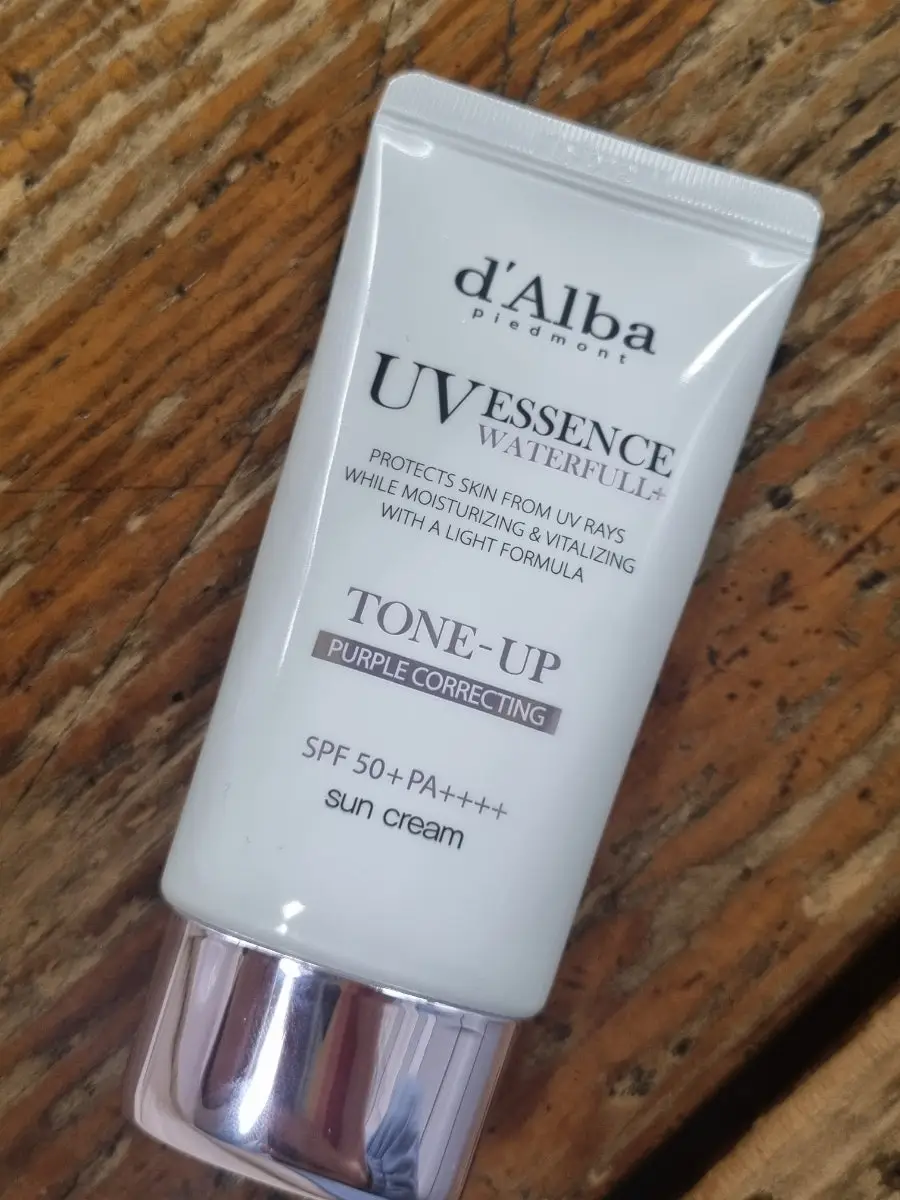 d'Alba
piedmont
UV ESSENCE
WATERFULL+
PROTECTS SKIN FROM UV RAYS
WHILE MOISTURIZING & VITALIZING
WITH A LIGHT FORMULA
TONE-UP
PURPLE CORRECTING
SPF 50+PA++++
sun cream